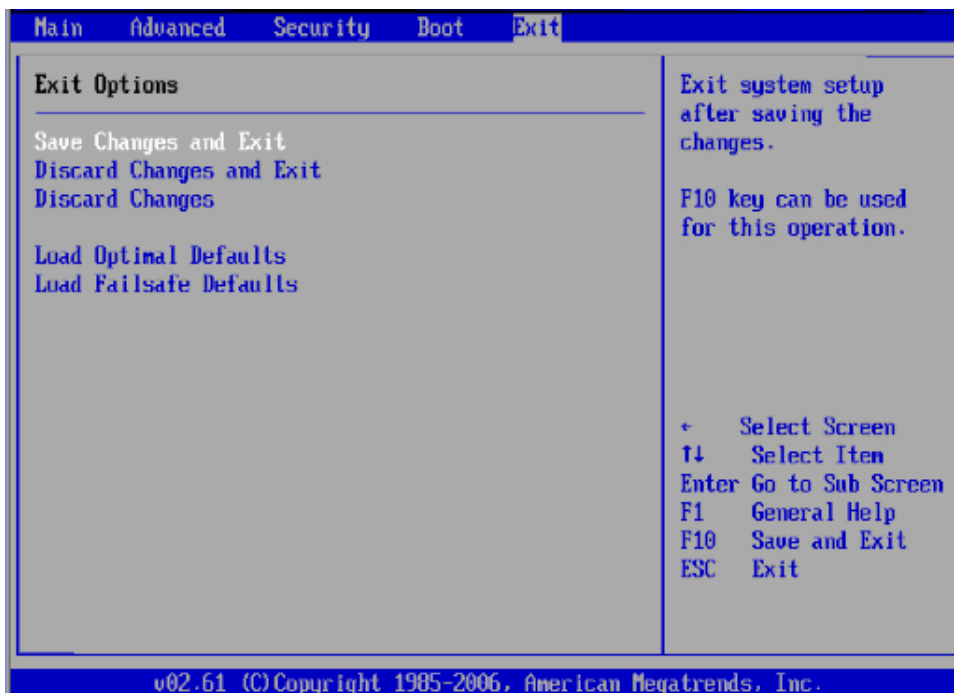 Main Advanced Security Boot Exit
Exit Options
Save Changes and Exit
Discard Changes and Exit
Discard Changes
Load Optimal Defaults
Load Failsafe Defaults
Exit system setup
after saving the
changes.
F10 key can be used
for this operation.
← Select Screen
↑↓ Select Item
Enter Go to Sub Screen
F1 General Help
F10 Save and Exit
ESC Exit
v02.61 (C)Copyright 1985-2006, American Megatrends, Inc.